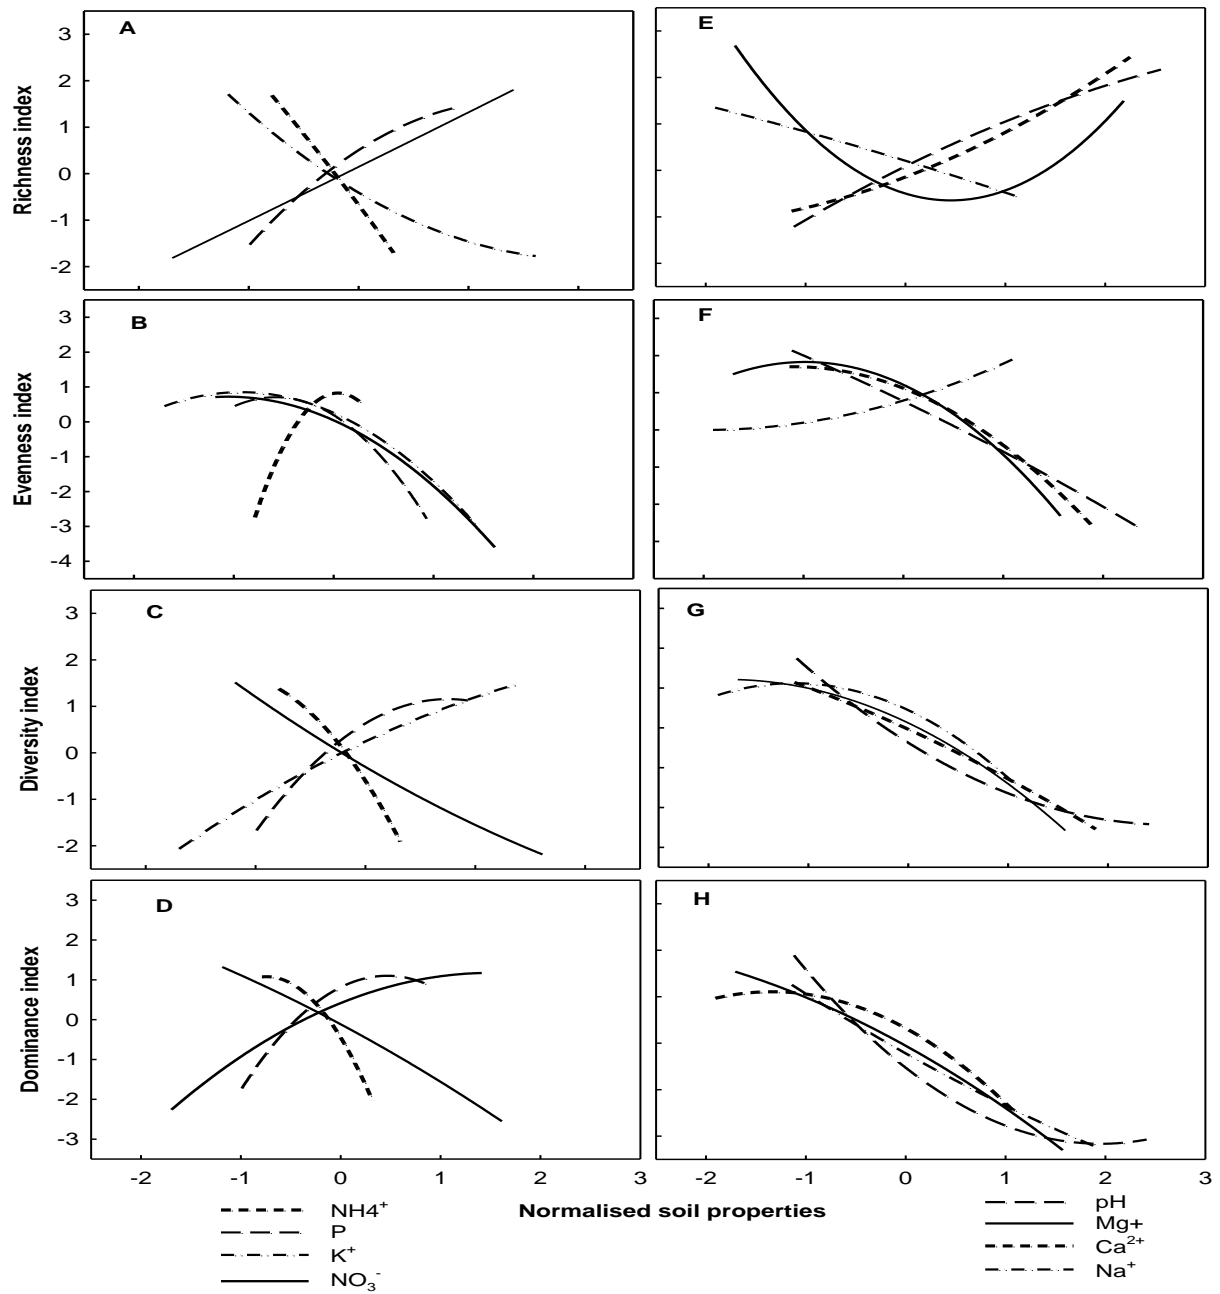 A
3
2
1
0
-1
-2
Richness index
E
B
3
2
1
0
-1
-2
-3
-4
Evenness index
F
C
3
2
1
0
-1
-2
Diversity index
G
D
3
2
1
0
-1
-2
-3
Dominance index
H
-2 -1 0 1 2 3
-2 -1 0 1 2 3
Normalised soil properties
NH4⁺
P
K⁺
NO₃⁻
pH
Mg+
Ca²⁺
Na⁺